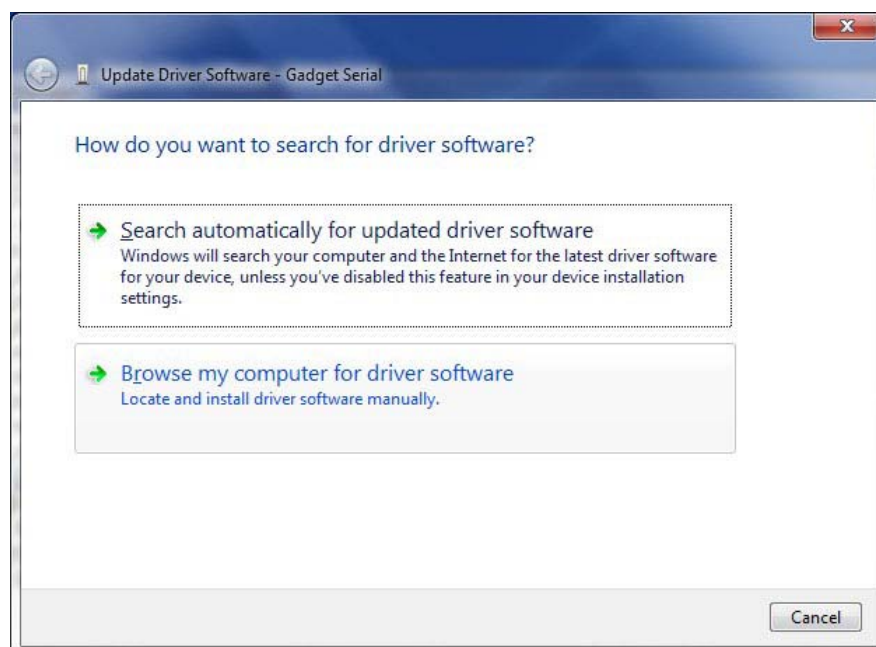 Update Driver Software - Gadget Serial
How do you want to search for driver software?
Search automatically for updated driver software
Windows will search your computer and the Internet for the latest driver software
for your device, unless you've disabled this feature in your device installation
settings.
Browse my computer for driver software
Locate and install driver software manually.
Cancel